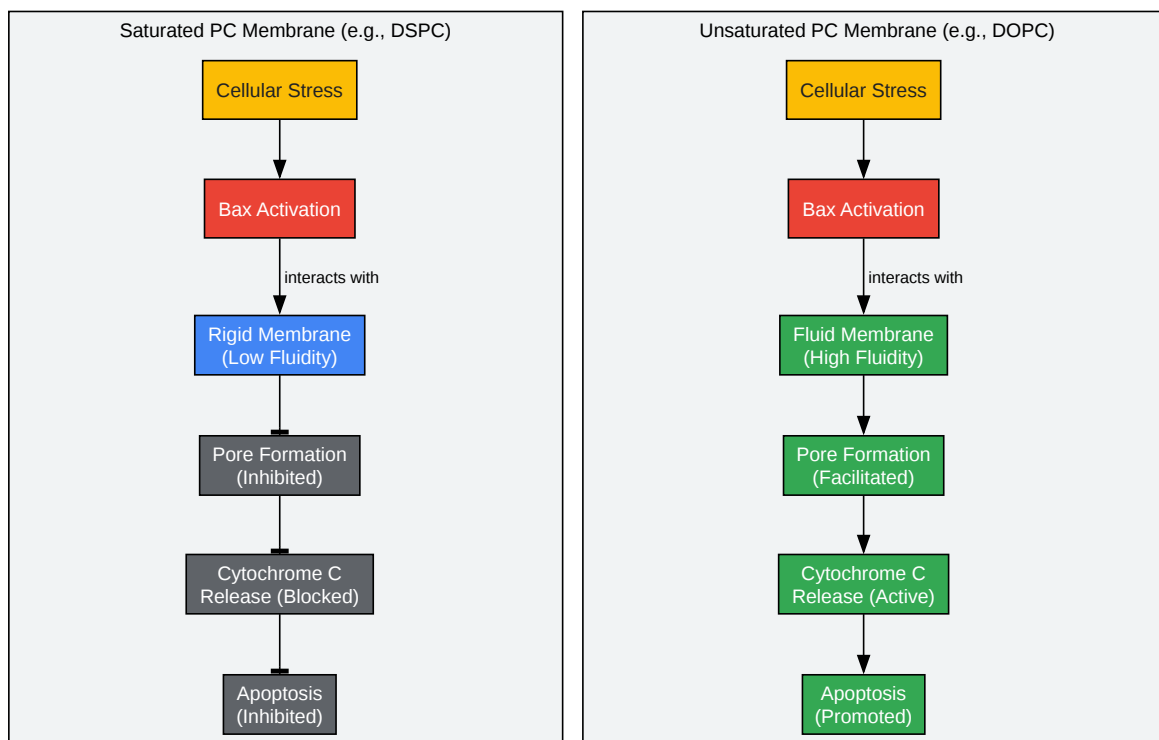 Saturated PC Membrane (e.g., DSPC)
Cellular Stress
Bax Activation
interacts with
Rigid Membrane
(Low Fluidity)
Pore Formation
(Inhibited)
Cytochrome C
Release (Blocked)
Apoptosis
(Inhibited)
Unsaturated PC Membrane (e.g., DOPC)
Cellular Stress
Bax Activation
interacts with
Fluid Membrane
(High Fluidity)
Pore Formation
(Facilitated)
Cytochrome C
Release (Active)
Apoptosis
(Promoted)